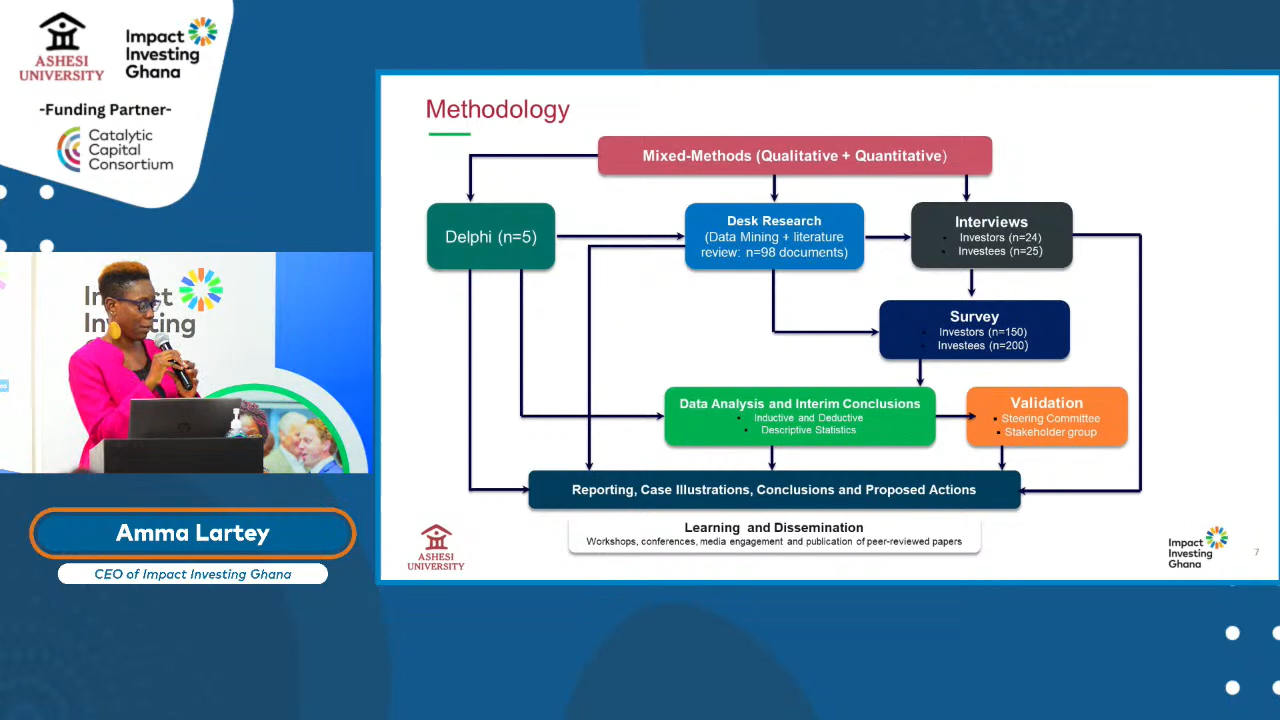 ASHESI
UNIVERSITY
Impact
Investing
Ghana
-Funding Partner-
Catalytic
Capital
Consortium
Amma Lartey
CEO of Impact Investing Ghana
Methodology
Mixed-Methods (Qualitative + Quantitative)
Delphi (n=5)
Desk Research
(Data Mining + literature
review: n=98 documents)
Interviews
• Investors (n=24)
• Investees (n=25)
Survey
• Investors (n=150)
• Investees (n=200)
Data Analysis and Interim Conclusions
• Inductive and Deductive
• Descriptive Statistics
Validation
• Steering Committee
• Stakeholder group
Reporting, Case Illustrations, Conclusions and Proposed Actions
Learning and Dissemination
Workshops, conferences, media engagement and publication of peer-reviewed papers
ASHESI
UNIVERSITY
Impact
Investing
Ghana
7